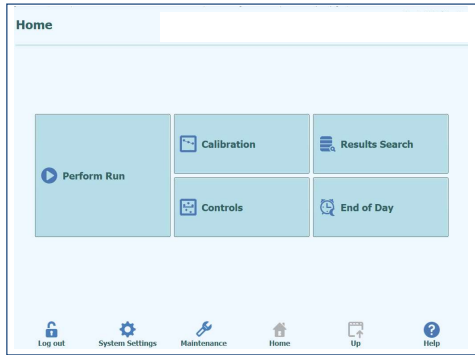 Home
Perform Run
Calibration
Results Search
Controls
End of Day
Log out
System Settings
Maintenance
Home
Up
Help